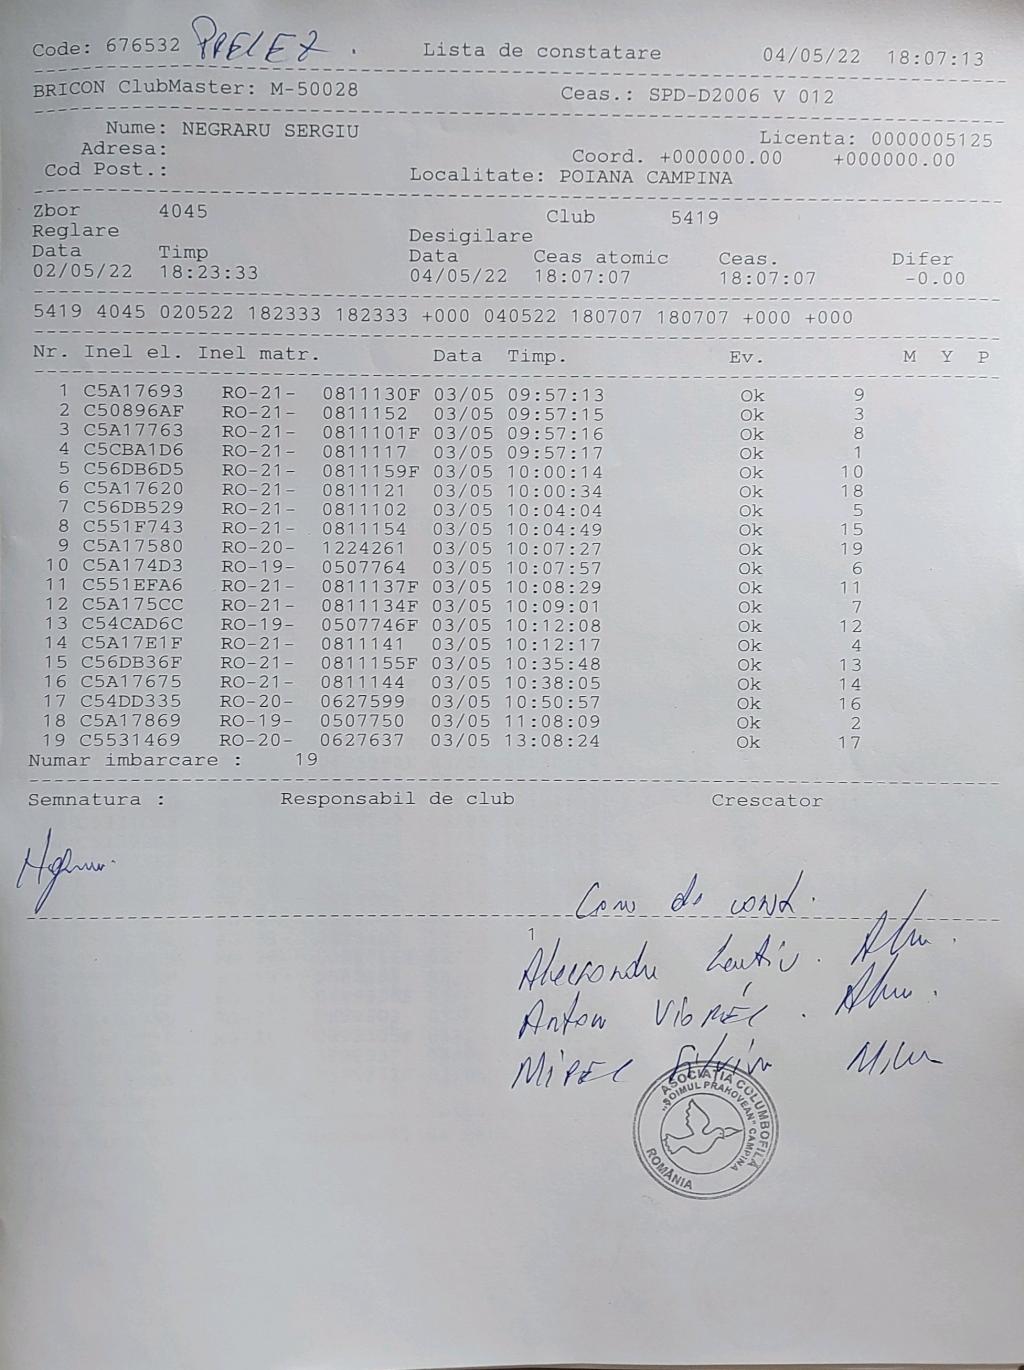 Code: 676532 PRELEZ. Lista de constatare 04/05/22 18:07:13
BRICON ClubMaster: M-50028 Ceas.: SPD-D2006 V 012
Nume: NEGRARU SERGIU Licenta: 0000005125
Adresa: Coord. +000000.00 +000000.00
Cod Post.: Localitate: POIANA CAMPINA
Zbor 4045 Club 5419
Reglare Desigilare
Data Timp Data Ceas atomic Ceas. Difer
02/05/22 18:23:33 04/05/22 18:07:07 18:07:07 -0.00
5419 4045 020522 182333 182333 +000 040522 180707 180707 +000 +000
Nr. Inel el. Inel matr. Data Timp. Ev. M Y P
1 C5A17693 RO-21- 0811130F 03/05 09:57:13 Ok 9
2 C50896AF RO-21- 0811152 03/05 09:57:15 Ok 3
3 C5A17763 RO-21- 0811101F 03/05 09:57:16 Ok 8
4 C5CBA1D6 RO-21- 0811117 03/05 09:57:17 Ok 1
5 C56DB6D5 RO-21- 0811159F 03/05 10:00:14 Ok 10
6 C5A17620 RO-21- 0811121 03/05 10:00:34 Ok 18
7 C56DB529 RO-21- 0811102 03/05 10:04:04 Ok 5
8 C551F743 RO-21- 0811154 03/05 10:04:49 Ok 15
9 C5A17580 RO-20- 1224261 03/05 10:07:27 Ok 19
10 C5A174D3 RO-19- 0507764 03/05 10:07:57 Ok 6
11 C551EFA6 RO-21- 0811137F 03/05 10:08:29 Ok 11
12 C5A175CC RO-21- 0811134F 03/05 10:09:01 Ok 7
13 C54CAD6C RO-19- 0507746F 03/05 10:12:08 Ok 12
14 C5A17E1F RO-21- 0811141 03/05 10:12:17 Ok 4
15 C56DB36F RO-21- 0811155F 03/05 10:35:48 Ok 13
16 C5A17675 RO-21- 0811144 03/05 10:38:05 Ok 14
17 C54DD335 RO-20- 0627599 03/05 10:50:57 Ok 16
18 C5A17869 RO-19- 0507750 03/05 11:08:09 Ok 2
19 C5531469 RO-20- 0627637 03/05 13:08:24 Ok 17
Numar imbarcare : 19
Semnatura : Responsabil de club Crescator
Com de const.
1
Anton Viorel.
Mirel Silviu
ASOCIAȚIA COLUMBOFILĂ
„ȘOIMUL PRAHOVEAN" CAMPINA
ROMÂNIA